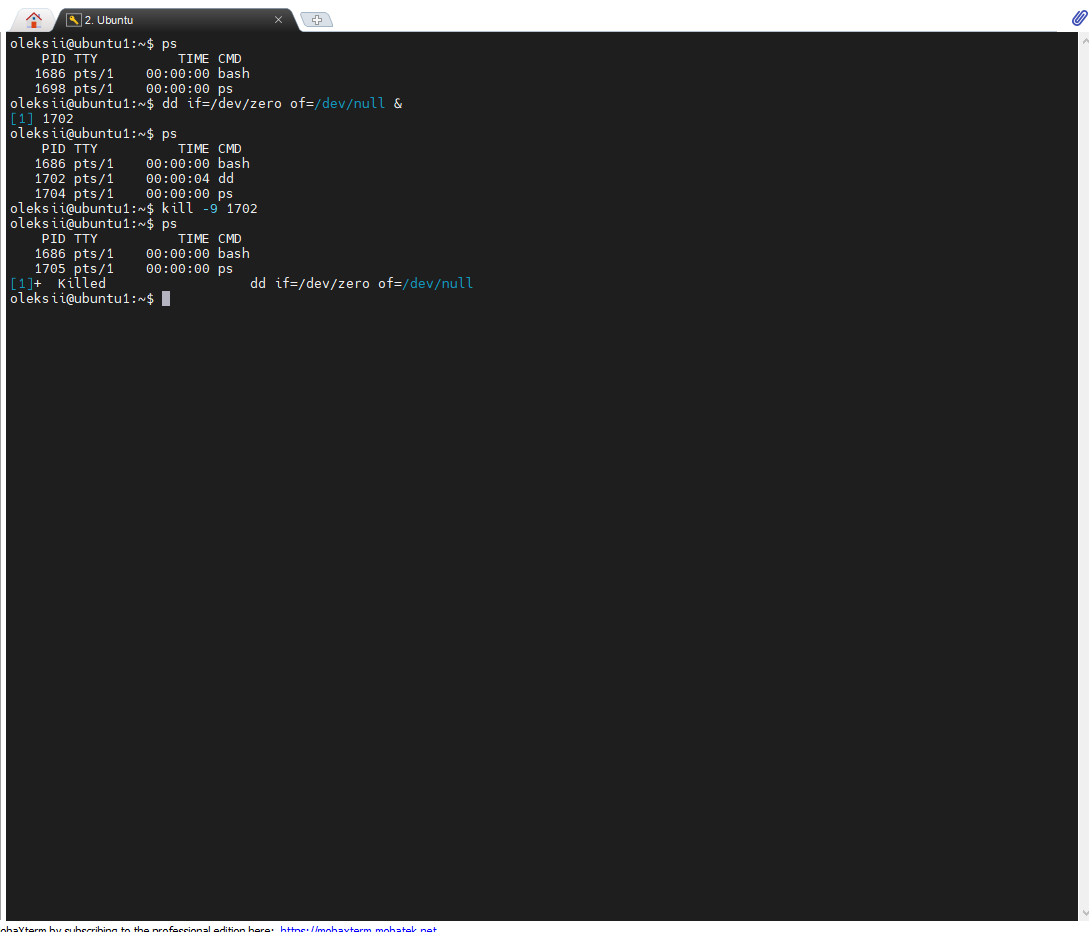 2. Ubuntu
oleksii@ubuntu1:~$ ps
    PID TTY          TIME CMD
   1686 pts/1    00:00:00 bash
   1698 pts/1    00:00:00 ps
oleksii@ubuntu1:~$ dd if=/dev/zero of=/dev/null &
[1] 1702
oleksii@ubuntu1:~$ ps
    PID TTY          TIME CMD
   1686 pts/1    00:00:00 bash
   1702 pts/1    00:00:04 dd
   1704 pts/1    00:00:00 ps
oleksii@ubuntu1:~$ kill -9 1702
oleksii@ubuntu1:~$ ps
    PID TTY          TIME CMD
   1686 pts/1    00:00:00 bash
   1705 pts/1    00:00:00 ps
[1]+  Killed                  dd if=/dev/zero of=/dev/null
oleksii@ubuntu1:~$
obaXterm by subscribing to the professional edition here: https://mobaxterm.mobatek.net